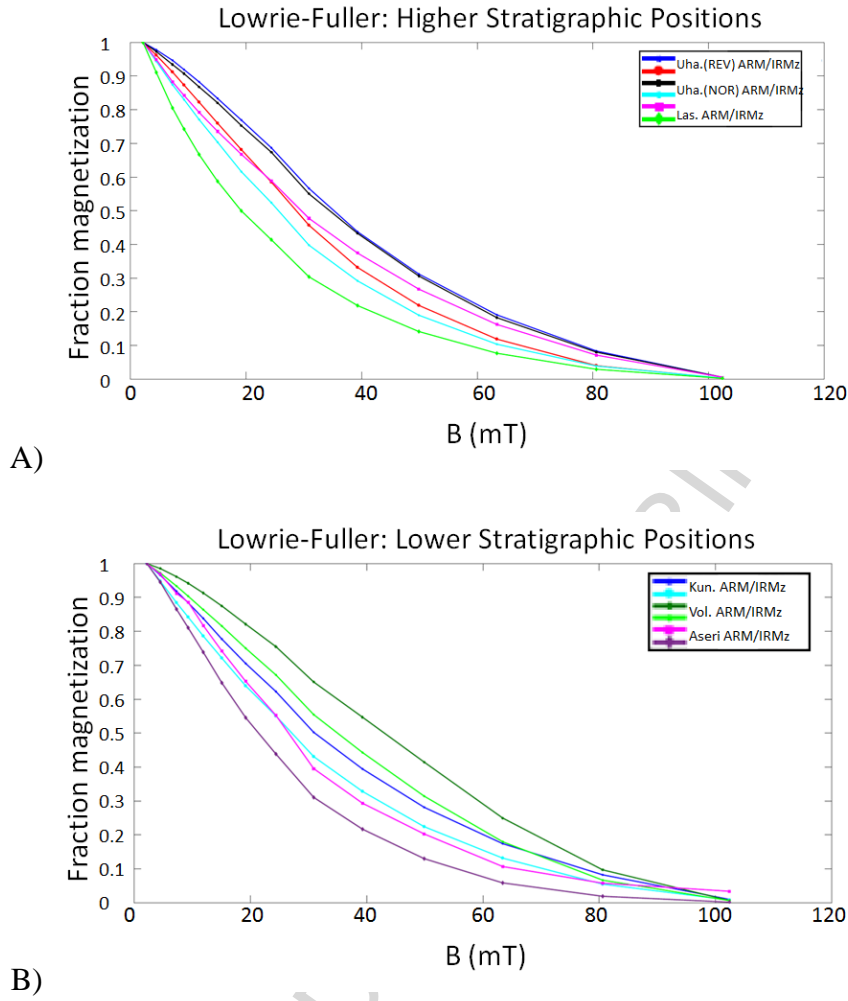 Lowrie-Fuller: Higher Stratigraphic Positions
1
0.9
0.8
0.7
0.6
0.5
0.4
0.3
0.2
0.1
0
Fraction magnetization
Uha.(REV) ARM/IRMz
Uha.(NOR) ARM/IRMz
Las. ARM/IRMz
0 20 40 60 80 100 120
B (mT)
A)
Lowrie-Fuller: Lower Stratigraphic Positions
1
0.9
0.8
0.7
0.6
0.5
0.4
0.3
0.2
0.1
0
Fraction magnetization
Kun. ARM/IRMz
Vol. ARM/IRMz
Aseri ARM/IRMz
0 20 40 60 80 100 120
B (mT)
B)